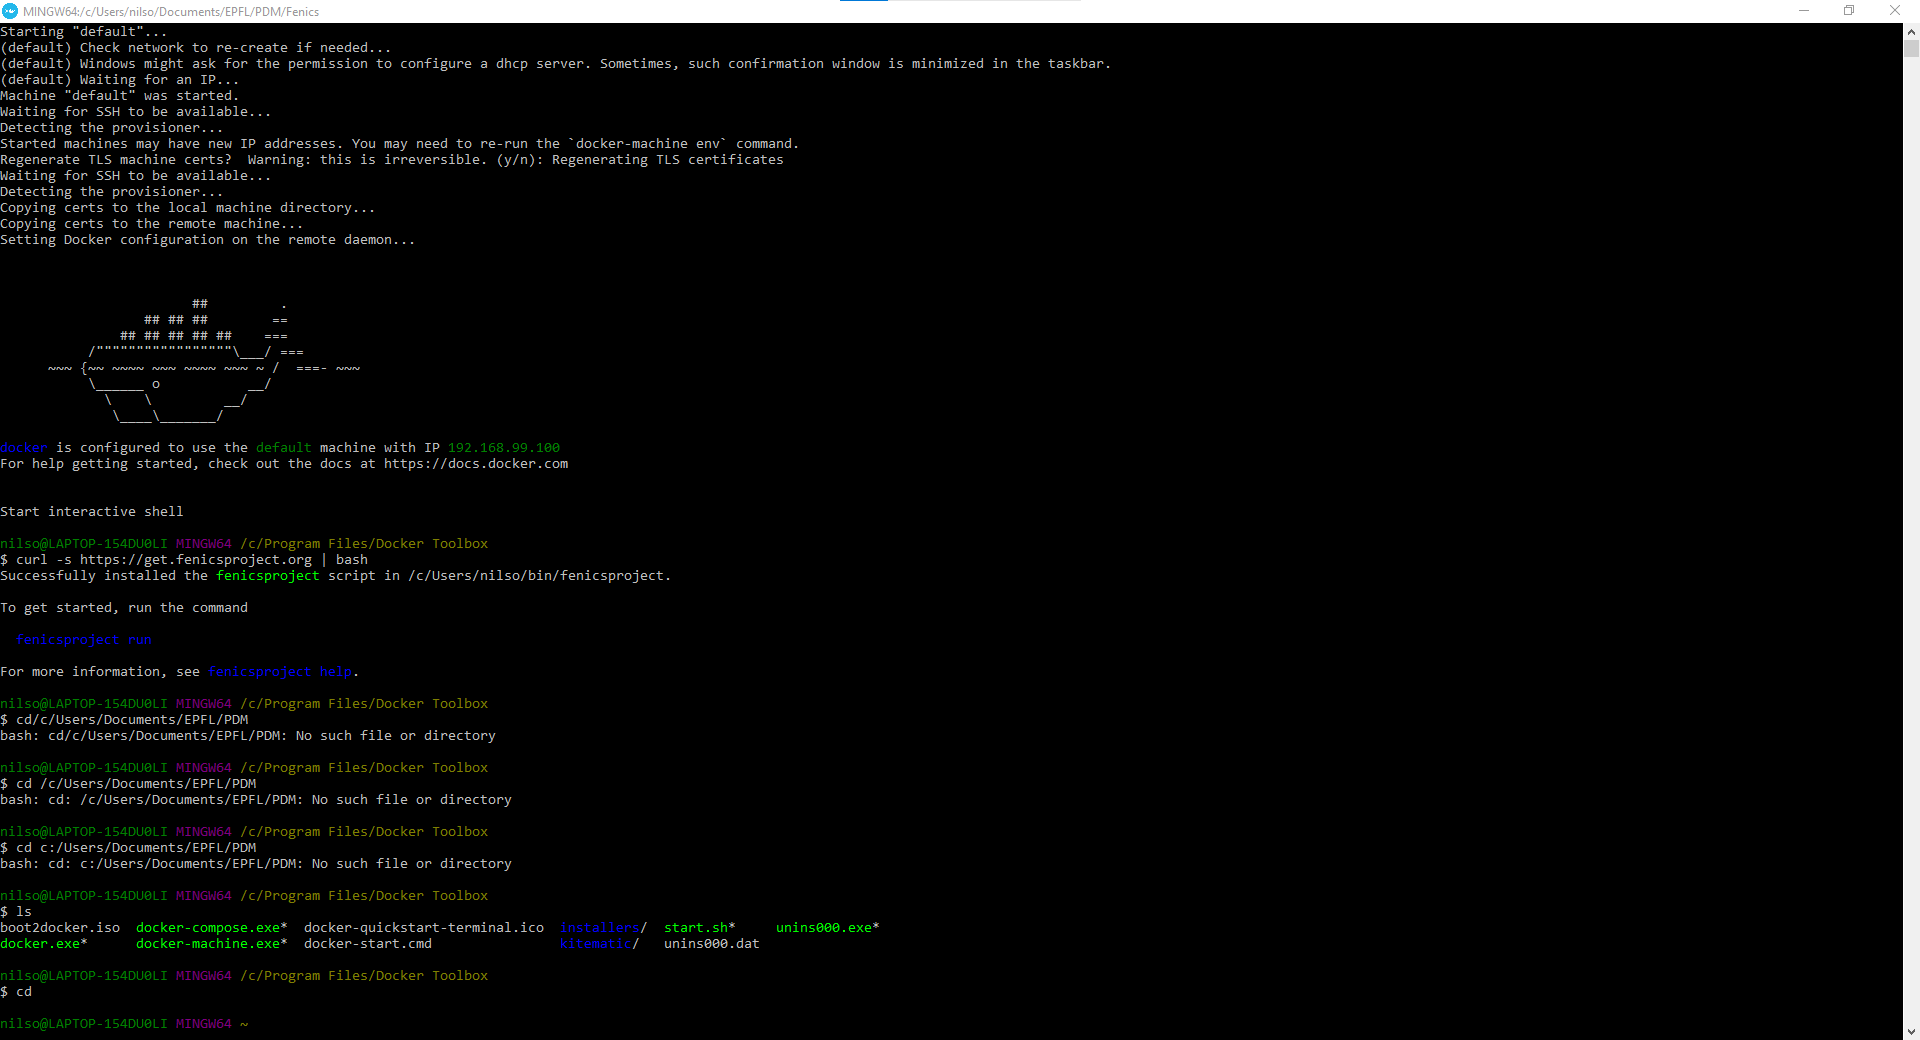 MINGW64:/c/Users/nilso/Documents/EPFL/PDM/Fenics
Starting "default"...
(default) Check network to re-create if needed...
(default) Windows might ask for the permission to configure a dhcp server. Sometimes, such confirmation window is minimized in the taskbar.
(default) Waiting for an IP...
Machine "default" was started.
Waiting for SSH to be available...
Detecting the provisioner...
Started machines may have new IP addresses. You may need to re-run the `docker-machine env` command.
Regenerate TLS machine certs?  Warning: this is irreversible. (y/n): Regenerating TLS certificates
Waiting for SSH to be available...
Detecting the provisioner...
Copying certs to the local machine directory...
Copying certs to the remote machine...
Setting Docker configuration on the remote daemon...
                        ##         .
                  ## ## ##        ==
               ## ## ## ## ##    ===
           /"""""""""""""""""\___/ ===
      ~~~ {~~ ~~~~ ~~~ ~~~~ ~~~ ~ /  ===- ~~~
           \______ o           __/
             \    \         __/
              \____\_______/
docker is configured to use the default machine with IP 192.168.99.100
For help getting started, check out the docs at https://docs.docker.com
Start interactive shell
nilso@LAPTOP-154DU0LI MINGW64 /c/Program Files/Docker Toolbox
$ curl -s https://get.fenicsproject.org | bash
Successfully installed the fenicsproject script in /c/Users/nilso/bin/fenicsproject.
To get started, run the command
  fenicsproject run
For more information, see fenicsproject help.
nilso@LAPTOP-154DU0LI MINGW64 /c/Program Files/Docker Toolbox
$ cd/c/Users/Documents/EPFL/PDM
bash: cd/c/Users/Documents/EPFL/PDM: No such file or directory
nilso@LAPTOP-154DU0LI MINGW64 /c/Program Files/Docker Toolbox
$ cd /c/Users/Documents/EPFL/PDM
bash: cd: /c/Users/Documents/EPFL/PDM: No such file or directory
nilso@LAPTOP-154DU0LI MINGW64 /c/Program Files/Docker Toolbox
$ cd c:/Users/Documents/EPFL/PDM
bash: cd: c:/Users/Documents/EPFL/PDM: No such file or directory
nilso@LAPTOP-154DU0LI MINGW64 /c/Program Files/Docker Toolbox
$ ls
boot2docker.iso  docker-compose.exe*  docker-quickstart-terminal.ico  installers/  start.sh*     unins000.exe*
docker.exe*      docker-machine.exe*  docker-start.cmd                kitematic/   unins000.dat
nilso@LAPTOP-154DU0LI MINGW64 /c/Program Files/Docker Toolbox
$ cd
nilso@LAPTOP-154DU0LI MINGW64 ~